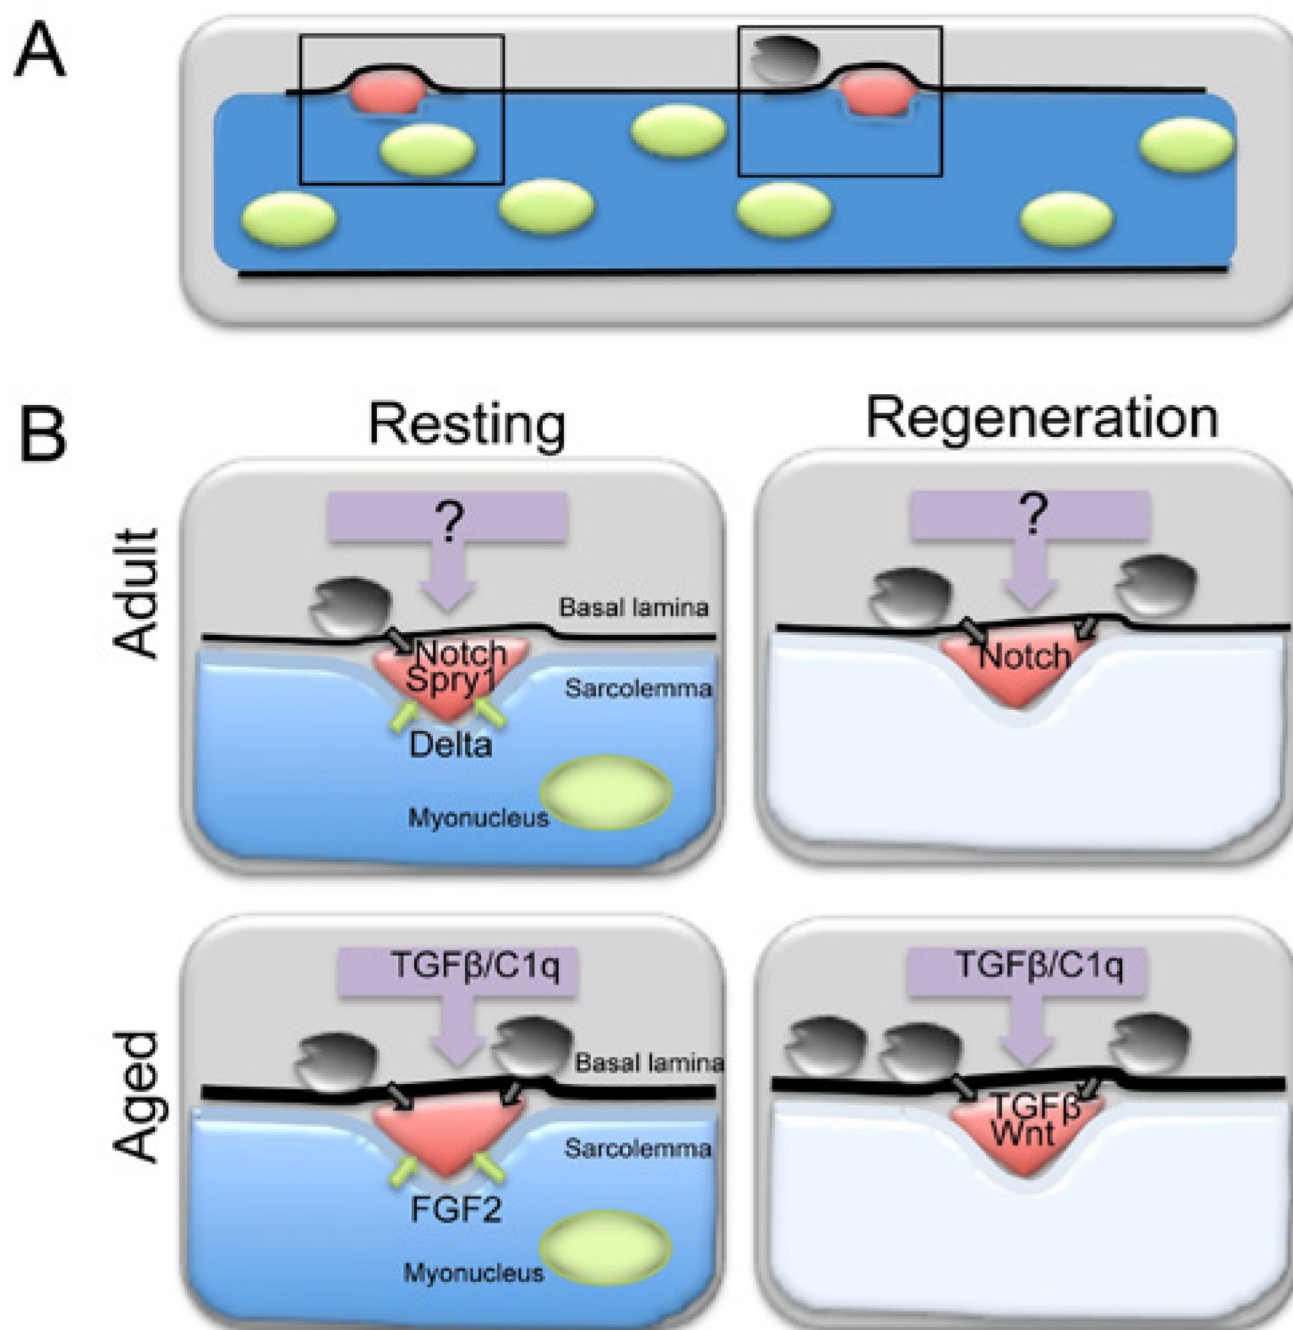 A
B
Resting
Regeneration
Adult
?
Basal lamina
Notch
Spry1
Sarcolemma
Delta
Myonucleus
?
Notch
Aged
TGFβ/C1q
Basal lamina
Sarcolemma
FGF2
Myonucleus
TGFβ/C1q
TGFβ
Wnt